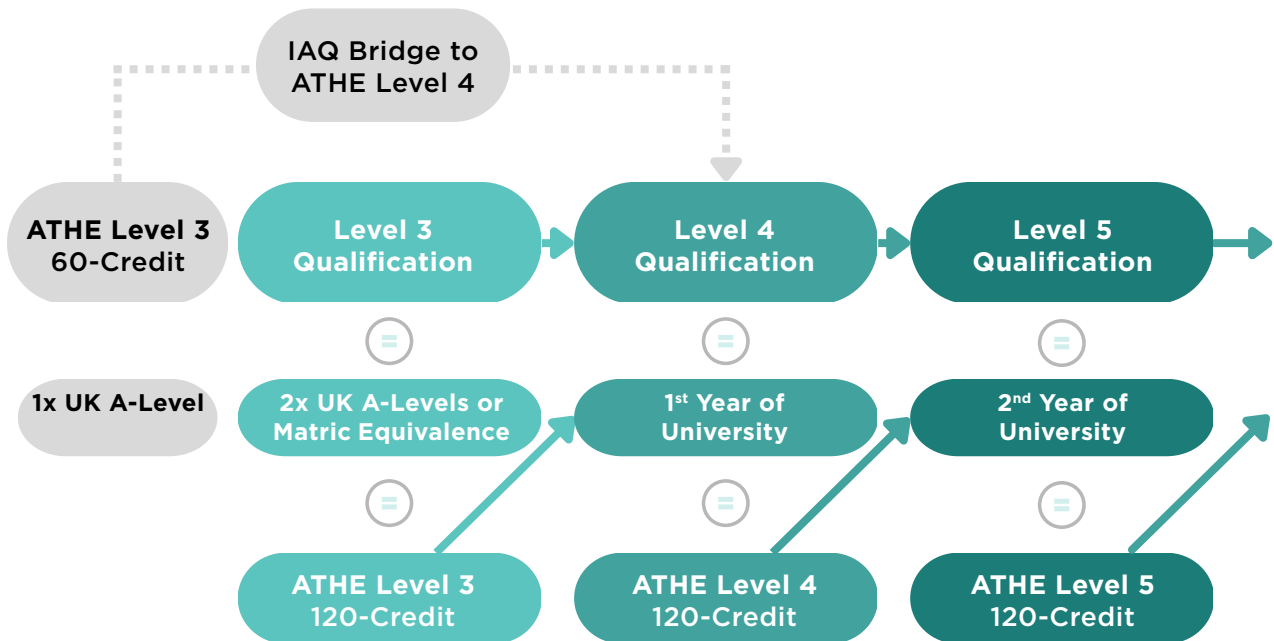 IAQ Bridge to
ATHE Level 4
ATHE Level 3
60-Credit
Level 3
Qualification
Level 4
Qualification
Level 5
Qualification
=
=
=
1x UK A-Level
2x UK A-Levels or
Matric Equivalence
1st Year of
University
2nd Year of
University
=
=
=
ATHE Level 3
120-Credit
ATHE Level 4
120-Credit
ATHE Level 5
120-Credit